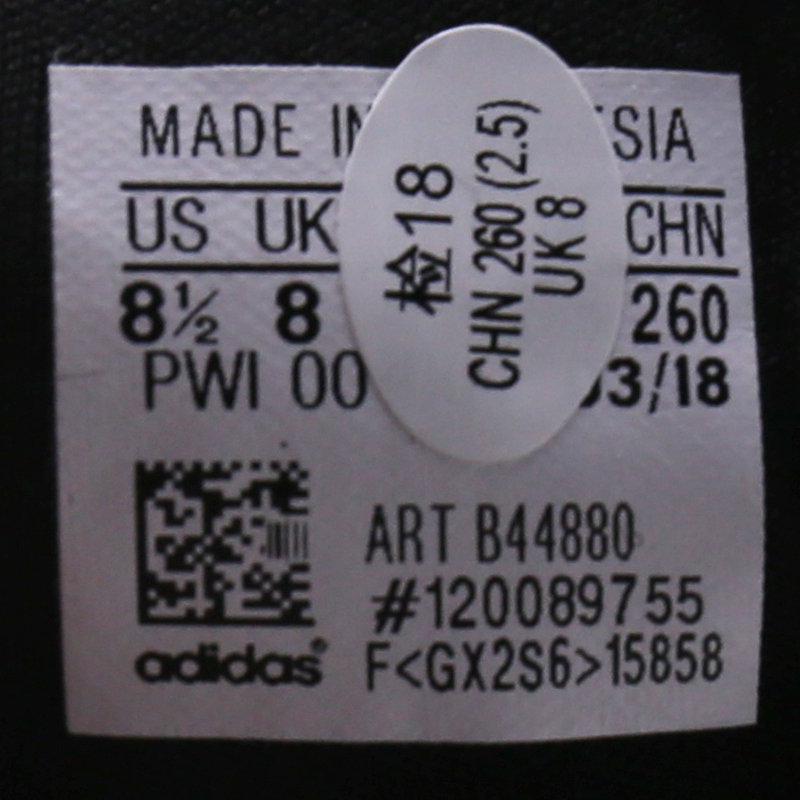 MADE IN SIA
US UK CHN
8½ 8 260
PWI 00 3/18
检18
CHN 260 (2.5)
UK 8
ART B44880
#120089755
adidas®
F<GX2S6>15858